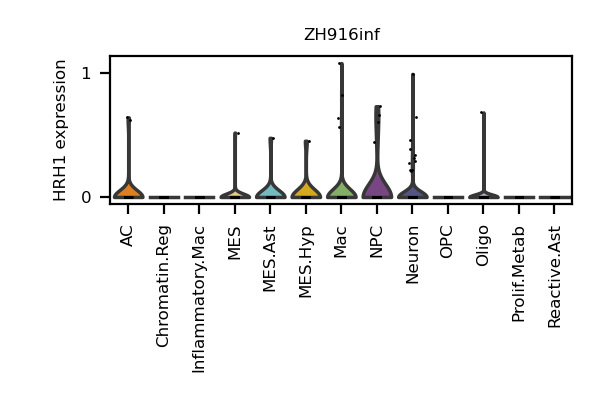 ZH916inf
HRH1 expression
1
0
AC
Chromatin.Reg
Inflammatory.Mac
MES
MES.Ast
MES.Hyp
Mac
NPC
Neuron
OPC
Oligo
Prolif.Metab
Reactive.Ast